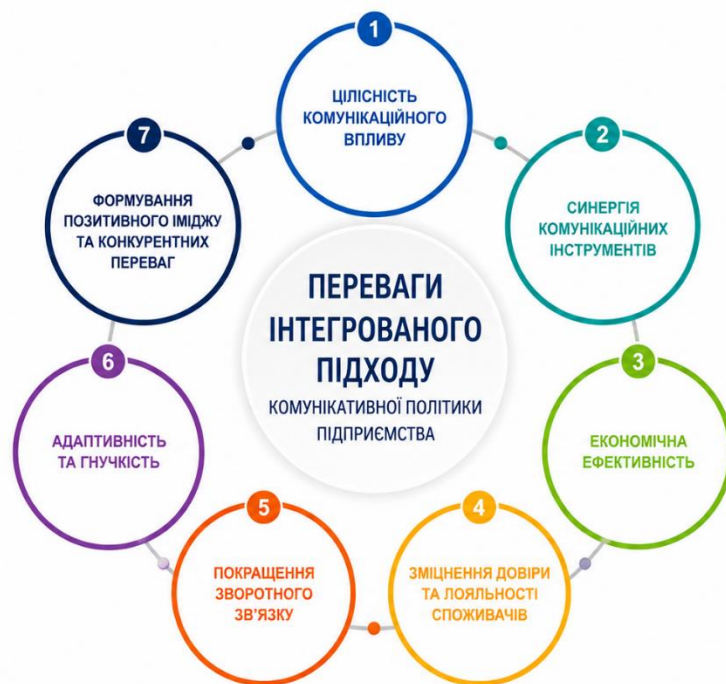 1
ЦІЛІСНІСТЬ
КОМУНІКАЦІЙНОГО
ВПЛИВУ
2
СИНЕРГІЯ
КОМУНІКАЦІЙНИХ
ІНСТРУМЕНТІВ
3
ЕКОНОМІЧНА
ЕФЕКТИВНІСТЬ
4
ЗМІЦНЕННЯ ДОВІРИ
ТА ЛОЯЛЬНОСТІ
СПОЖИВАЧІВ
5
ПОКРАЩЕННЯ
ЗВОРОТНОГО
ЗВ'ЯЗКУ
6
АДАПТИВНІСТЬ
ТА ГНУЧКІСТЬ
7
ФОРМУВАННЯ
ПОЗИТИВНОГО ІМІДЖУ
ТА КОНКУРЕНТНИХ
ПЕРЕВАГ
ПЕРЕВАГИ
ІНТЕГРОВАНОГО
ПІДХОДУ
КОМУНІКАТИВНОЇ ПОЛІТИКИ
ПІДПРИЄМСТВА